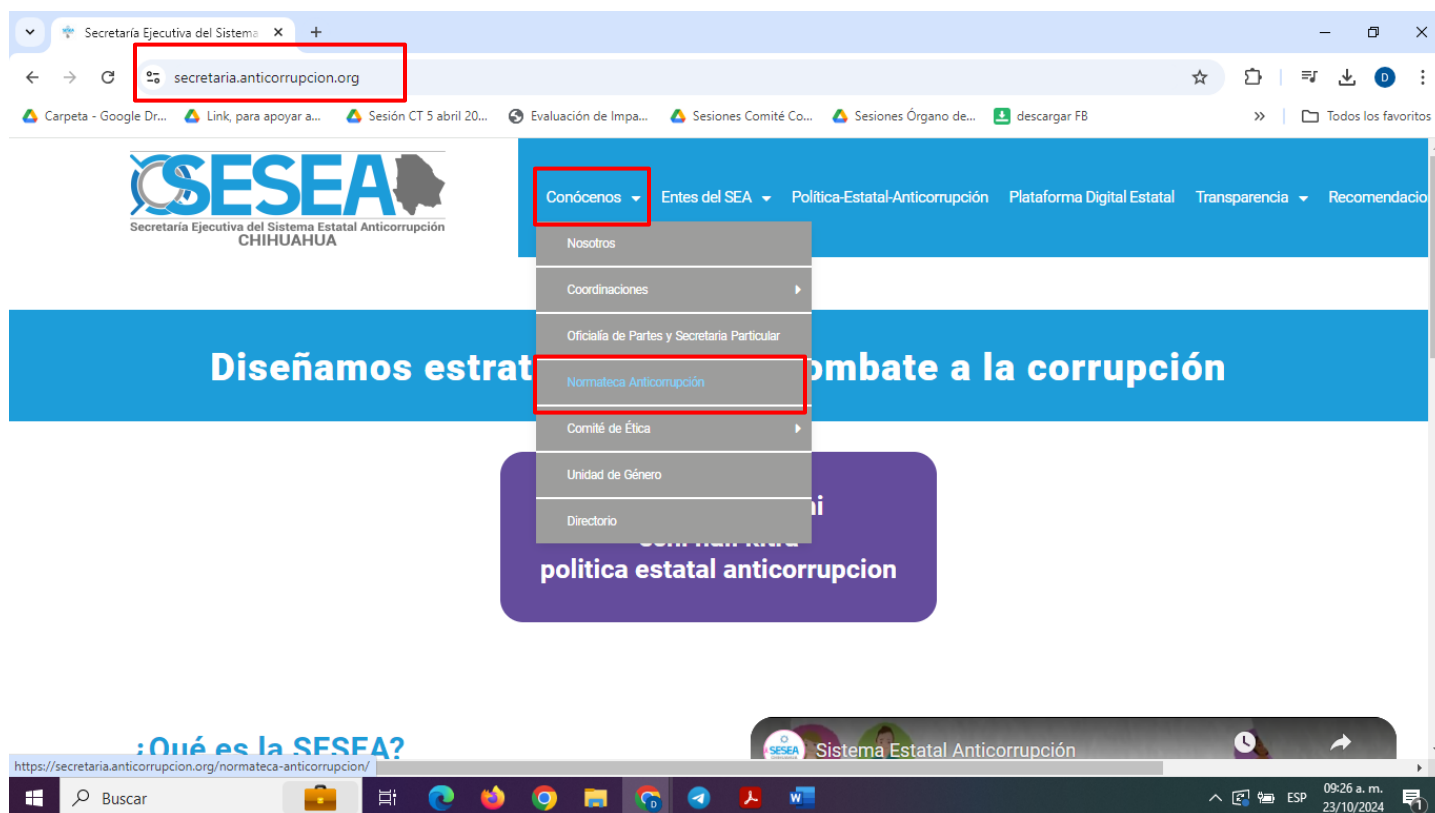 Secretaría Ejecutiva del Sistema
secretaria.anticorrupcion.org
D
Carpeta - Google Dr...
Link, para apoyar a...
Sesión CT 5 abril 20...
Evaluación de Impa...
Sesiones Comité Co...
Sesiones Órgano de...
descargar FB
Todos los favoritos
SESEA
Secretaría Ejecutiva del Sistema Estatal Anticorrupción
CHIHUAHUA
Conócenos
Entes del SEA
Política-Estatal-Anticorrupción
Plataforma Digital Estatal
Transparencia
Recomendacio
Nosotros
Coordinaciones
Oficialía de Partes y Secretaria Particular
Normateca Anticorrupción
Comité de Ética
Unidad de Género
Directorio
Diseñamos estrat ombate a la corrupción
politica estatal anticorrupcion
¿Qué es la SESEA?
SESEA
Sistema Estatal Anticorrupción
https://secretaria.anticorrupcion.org/normateca-anticorrupcion/
Buscar
D
ESP
09:26 a. m.
23/10/2024
1